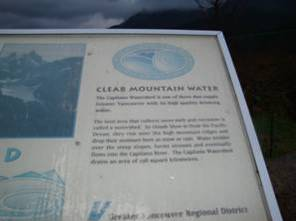 CLEAR MOUNTAIN WATER
The Capilano Watershed is one of three that supply
Greater Vancouver with its high quality drinking
water.
The land area that collects snow melt and rainwater is
called a watershed. As clouds blow in from the Pacific
Ocean, they rise over the high mountain ridges and
drop their moisture here as snow or rain. Water trickles
over the steep slopes, forms streams and eventually
flows into the Capilano River. The Capilano Watershed
drains an area of square kilometres.
D
Greater Vancouver Regional District